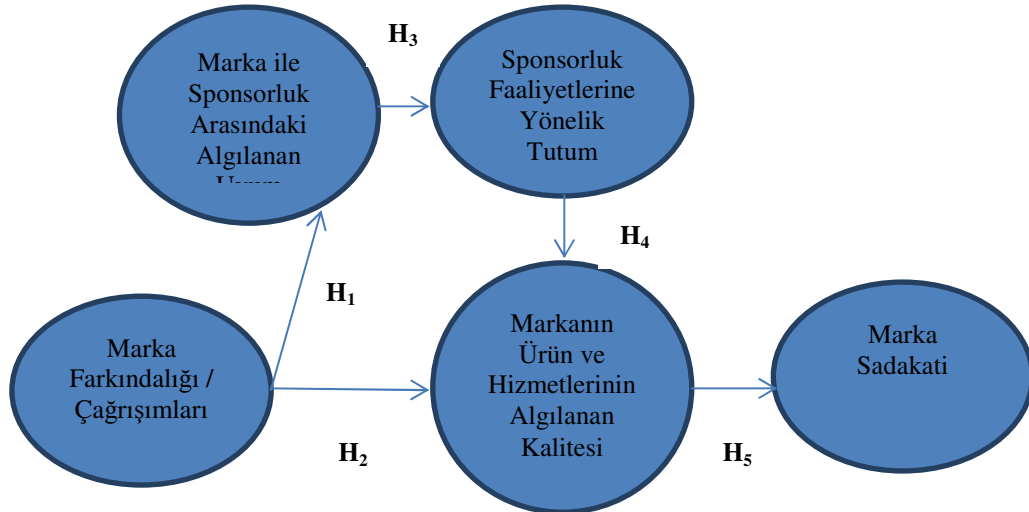 H₃
Marka ile
Sponsorluk
Arasındaki
Algılanan
Sponsorluk
Faaliyetlerine
Yönelik
Tutum
H₄
H₁
Marka
Farkındalığı /
Çağrışımları
Markanın
Ürün ve
Hizmetlerinin
Algılanan
Kalitesi
Marka
Sadakati
H₂
H₅